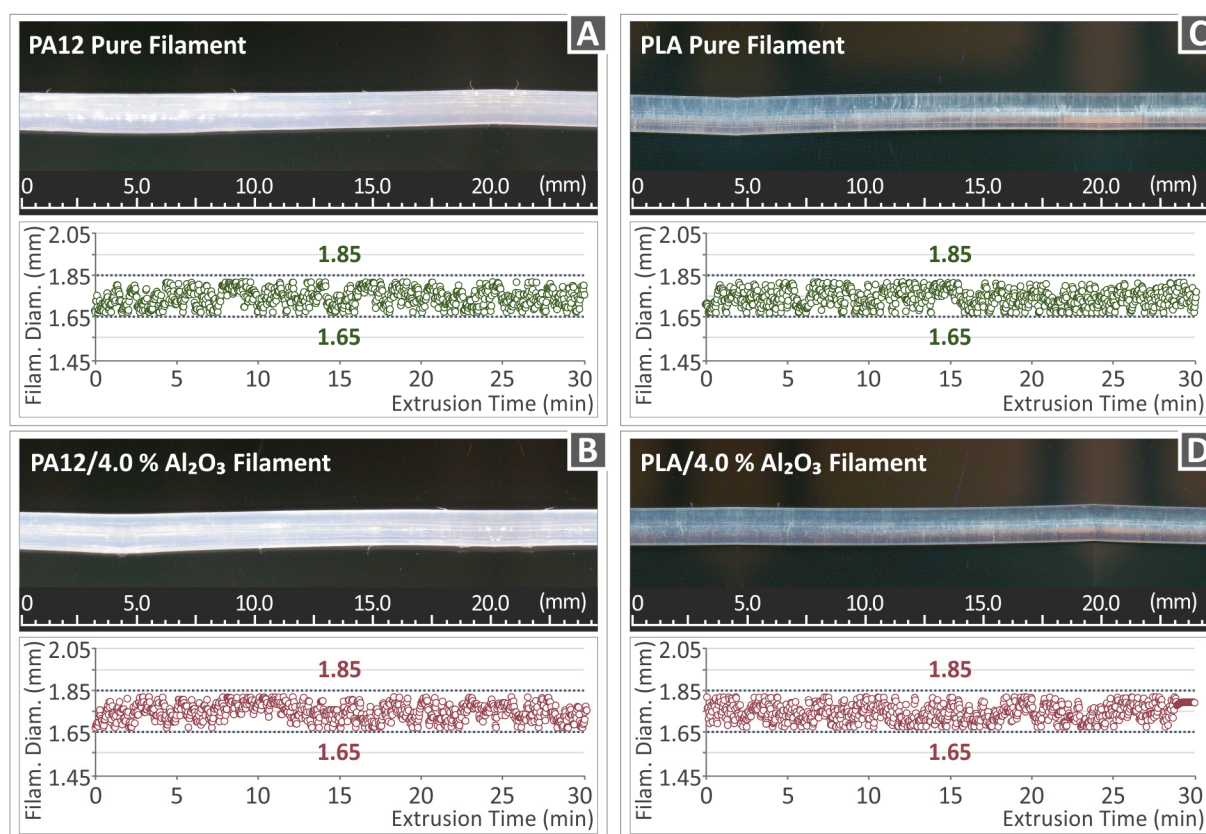 PA12 Pure Filament
A
0 5.0 10.0 15.0 20.0 (mm)
Filam. Diam. (mm)
2.05
1.85
1.85
1.65
1.65
1.45
0 5 10 15 20 25 30
Extrusion Time (min)
PLA Pure Filament
C
0 5.0 10.0 15.0 20.0 (mm)
Filam. Diam. (mm)
2.05
1.85
1.85
1.65
1.65
1.45
0 5 10 15 20 25 30
Extrusion Time (min)
PA12/4.0 % Al₂O₃ Filament
B
0 5.0 10.0 15.0 20.0 (mm)
Filam. Diam. (mm)
2.05
1.85
1.85
1.65
1.65
1.45
0 5 10 15 20 25 30
Extrusion Time (min)
PLA/4.0 % Al₂O₃ Filament
D
0 5.0 10.0 15.0 20.0 (mm)
Filam. Diam. (mm)
2.05
1.85
1.85
1.65
1.65
1.45
0 5 10 15 20 25 30
Extrusion Time (min)